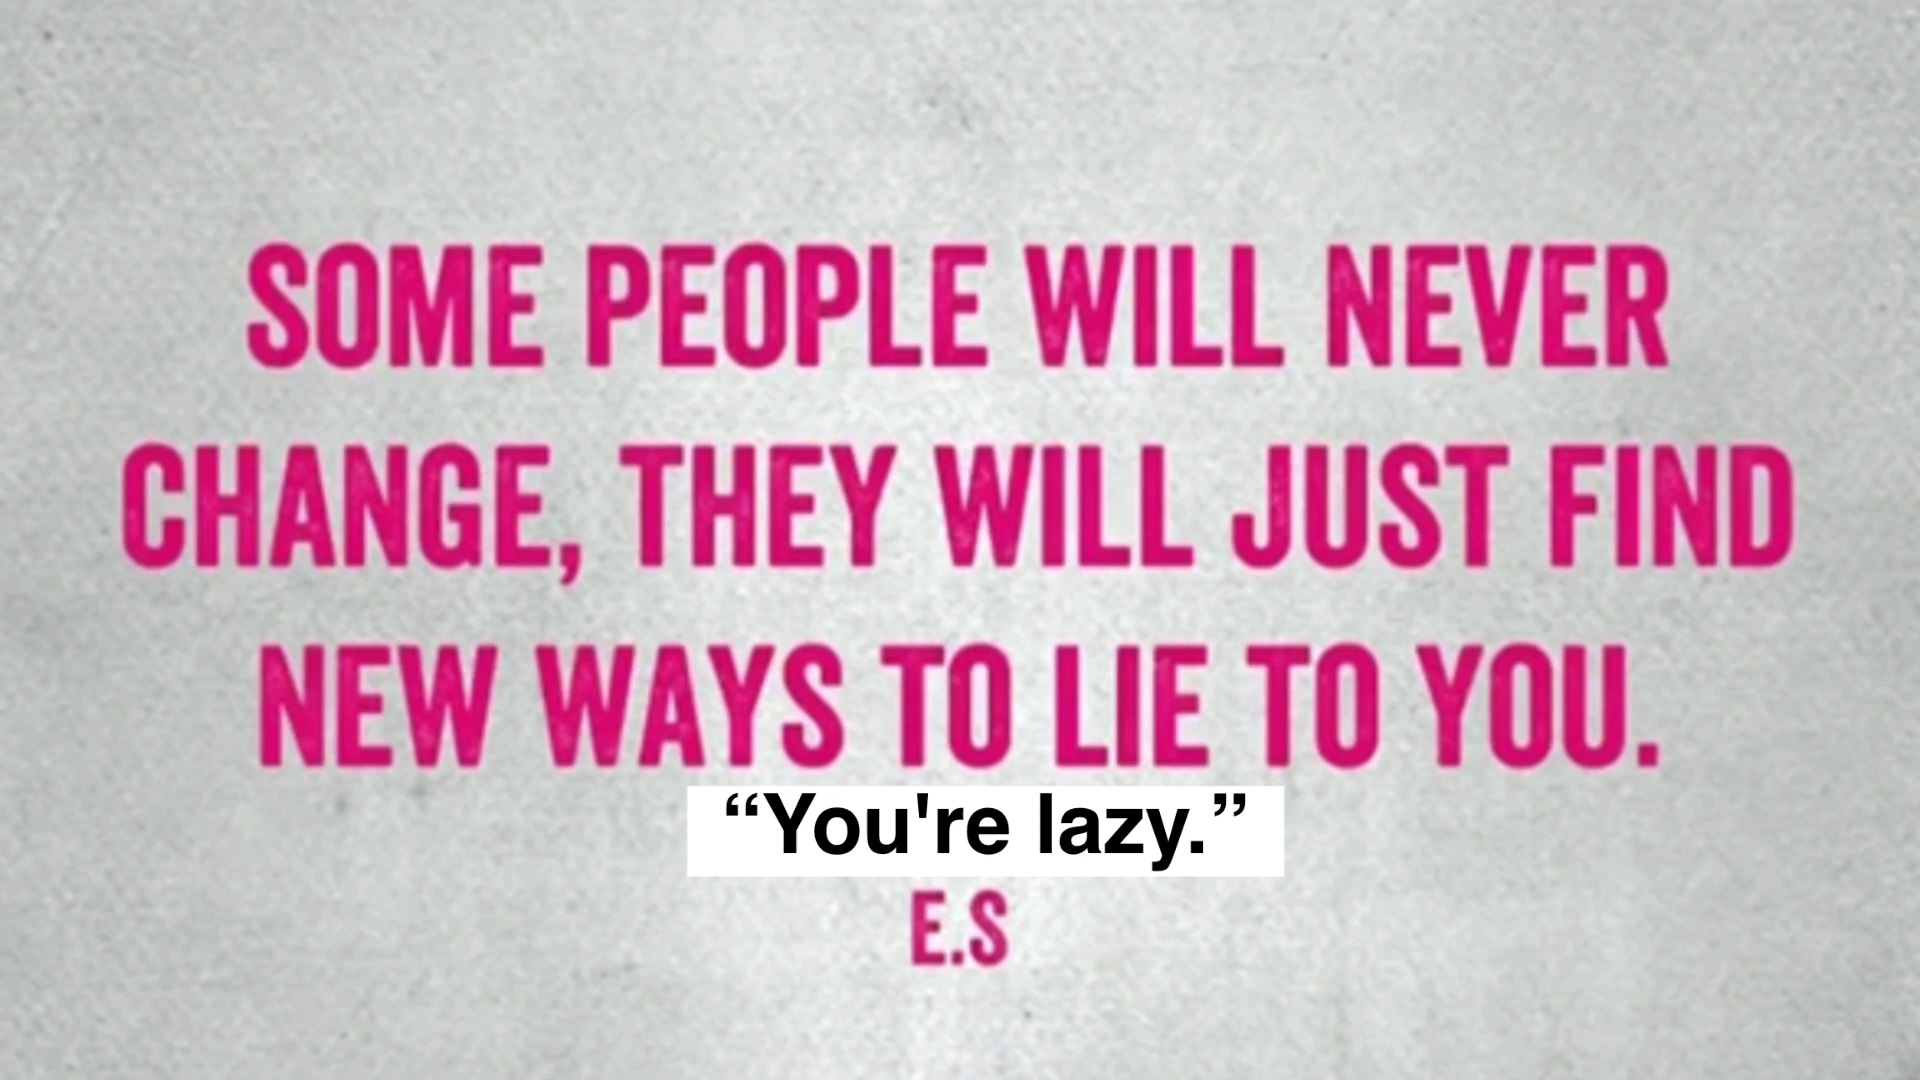 SOME PEOPLE WILL NEVER
CHANGE, THEY WILL JUST FIND
NEW WAYS TO LIE TO YOU.
“You're lazy.”
E.S